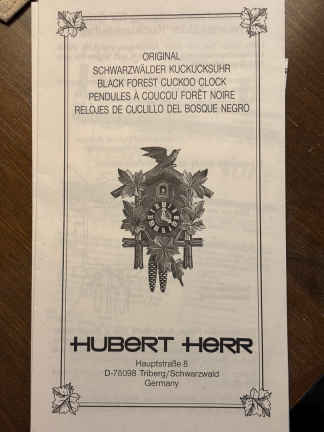 ORIGINAL
SCHWARZWÄLDER KUCKUCKSUHR
BLACK FOREST CUCKOO CLOCK
PENDULES À COUCOU FORÊT NOIRE
RELOJES DE CUCLILLO DEL BOSQUE NEGRO
HUBERT HERR
Hauptstraße 8
D-78098 Triberg/Schwarzwald
Germany